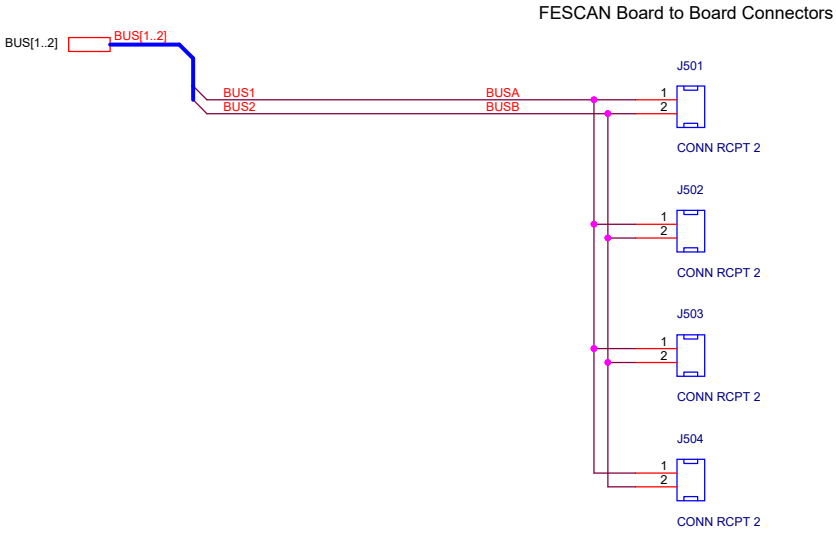 FESCAN Board to Board Connectors
BUS[1..2]
BUS[1..2]
J501
BUS1
BUSA
1
BUS2
BUSB
2
CONN RCPT 2
J502
1
2
CONN RCPT 2
J503
1
2
CONN RCPT 2
J504
1
2
CONN RCPT 2